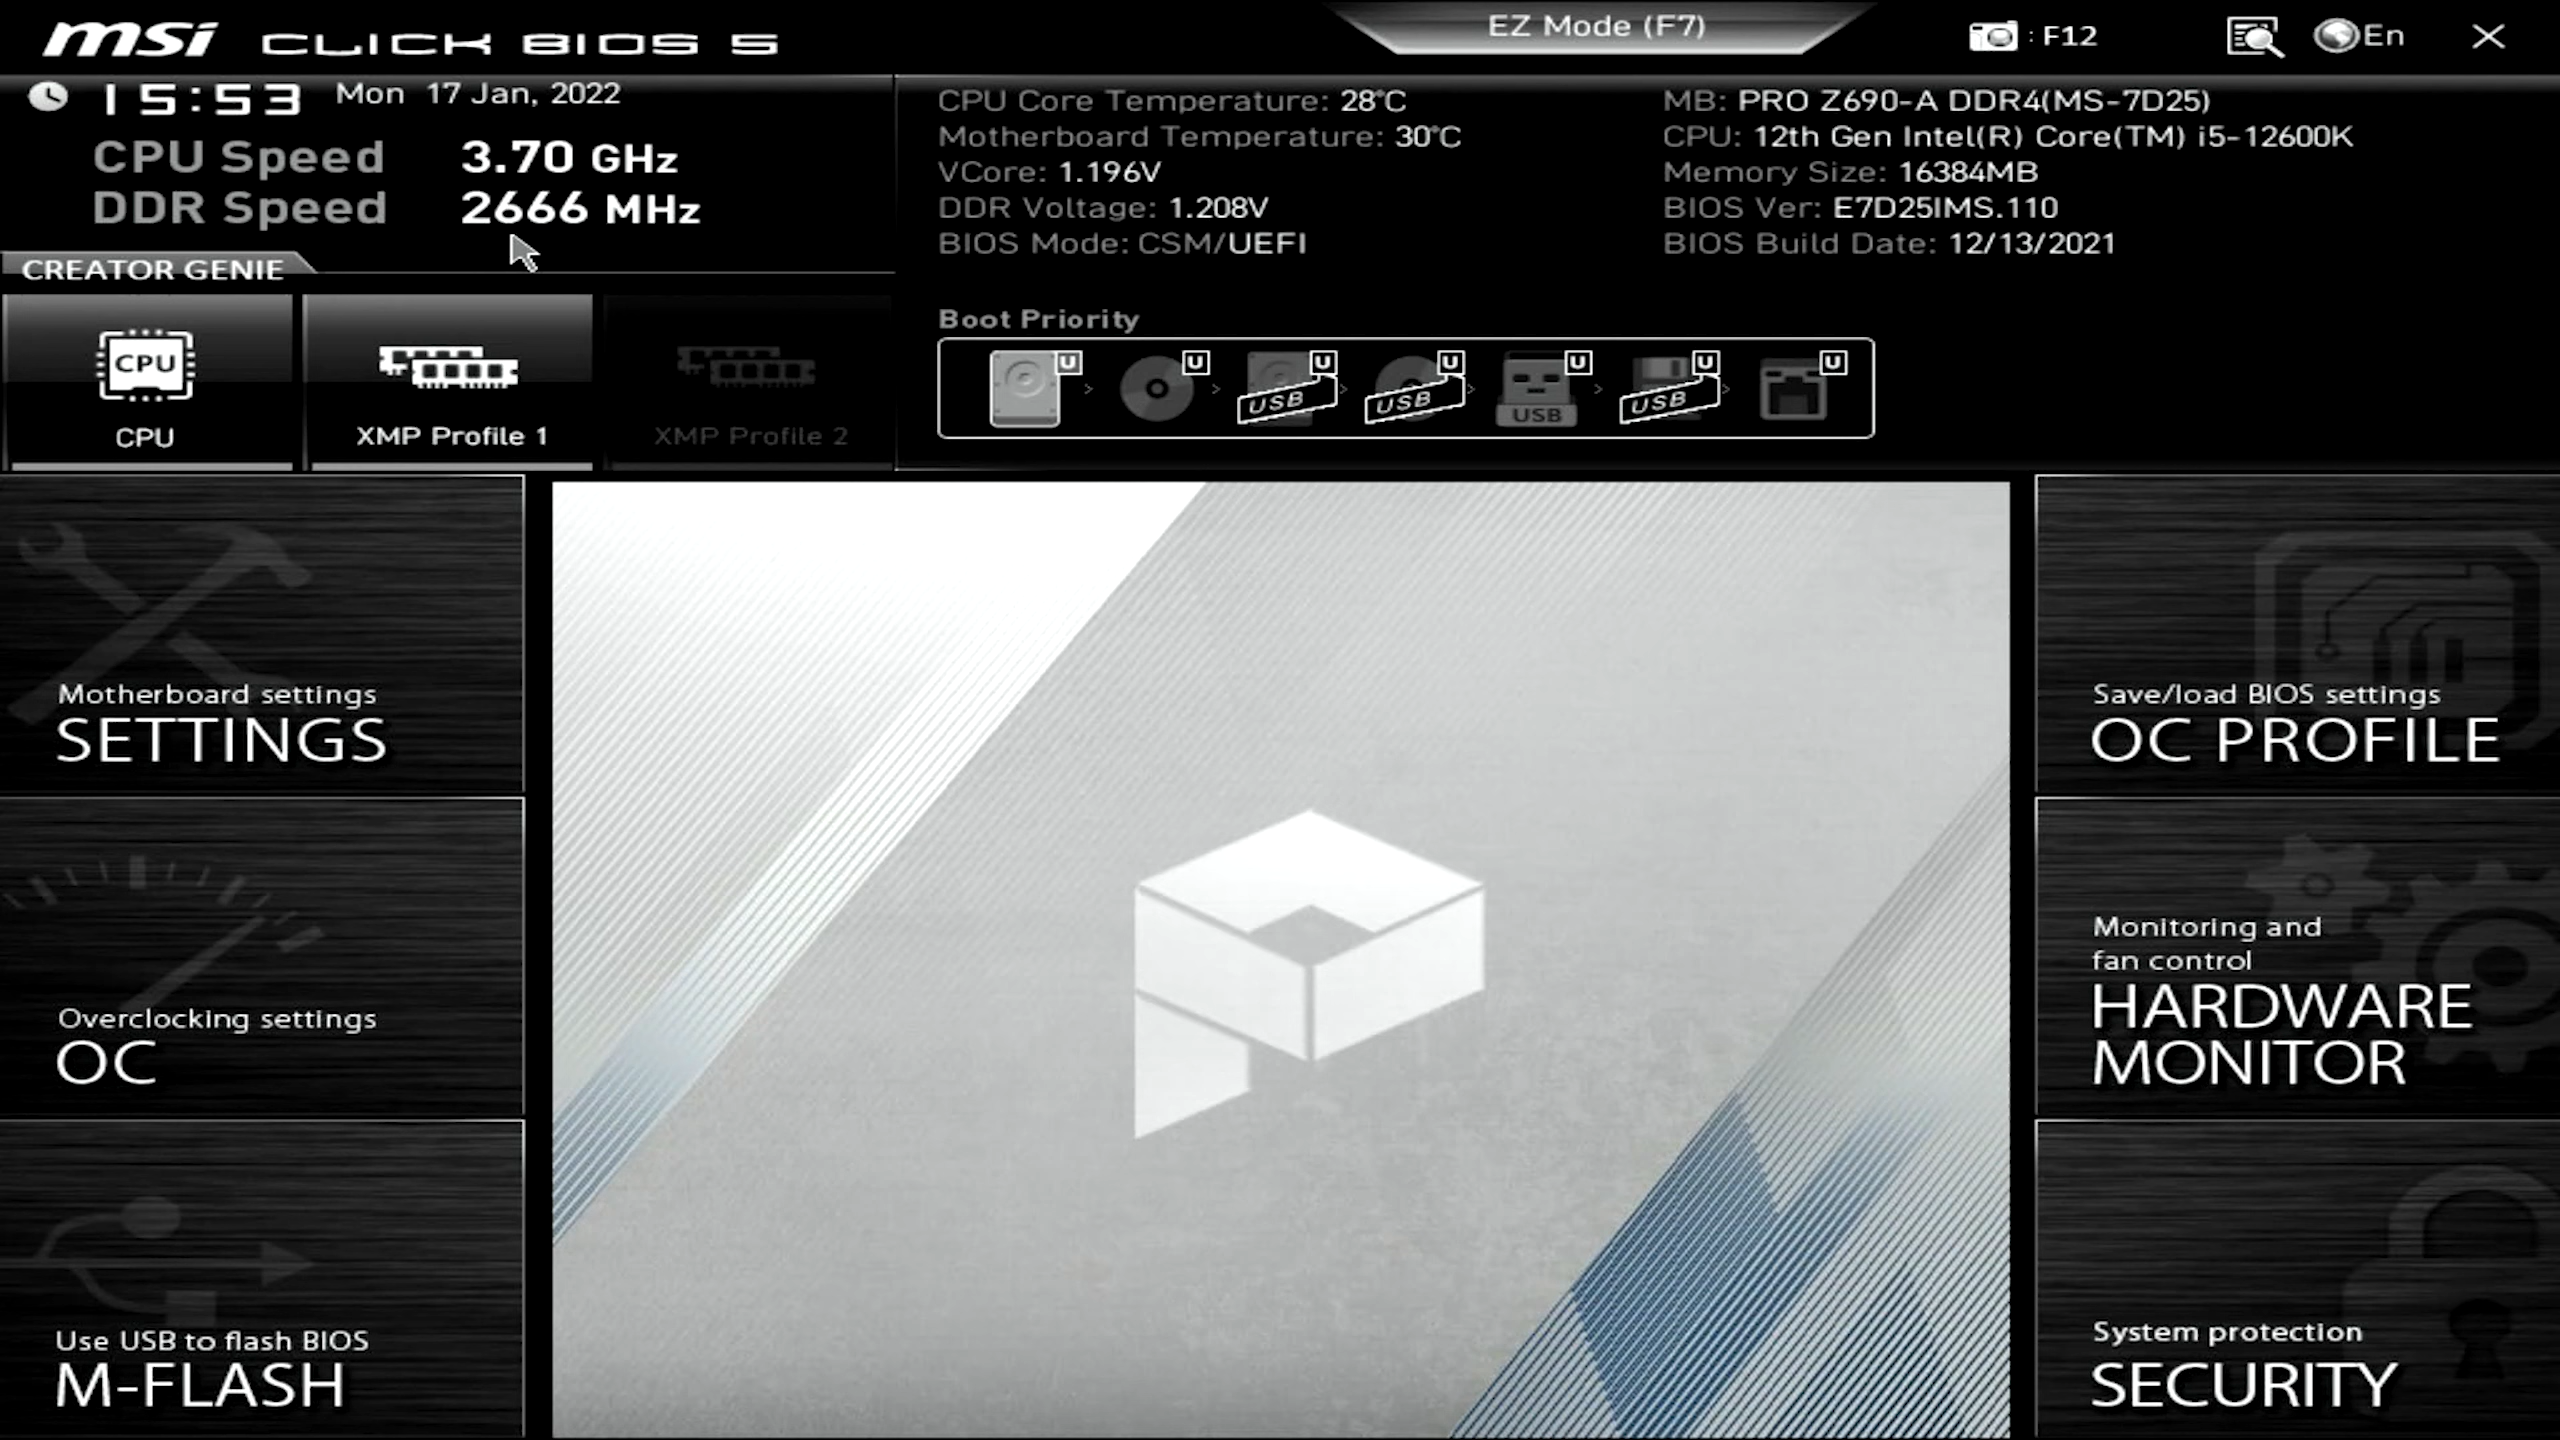 msi CLICK BIOS 5
EZ Mode (F7)
: F12
En
15:53 Mon 17 Jan, 2022
CPU Speed 3.70 GHz
DDR Speed 2666 MHz
CREATOR GENIE
CPU
CPU
XMP Profile 1
XMP Profile 2
CPU Core Temperature: 28°C
Motherboard Temperature: 30°C
VCore: 1.196V
DDR Voltage: 1.208V
BIOS Mode: CSM/UEFI
MB: PRO Z690-A DDR4(MS-7D25)
CPU: 12th Gen Intel(R) Core(TM) i5-12600K
Memory Size: 16384MB
BIOS Ver: E7D25IMS.110
BIOS Build Date: 12/13/2021
Boot Priority
U U U U U U U
USB USB USB USB
Motherboard settings
SETTINGS
Overclocking settings
OC
Use USB to flash BIOS
M-FLASH
Save/load BIOS settings
OC PROFILE
Monitoring and
fan control
HARDWARE
MONITOR
System protection
SECURITY